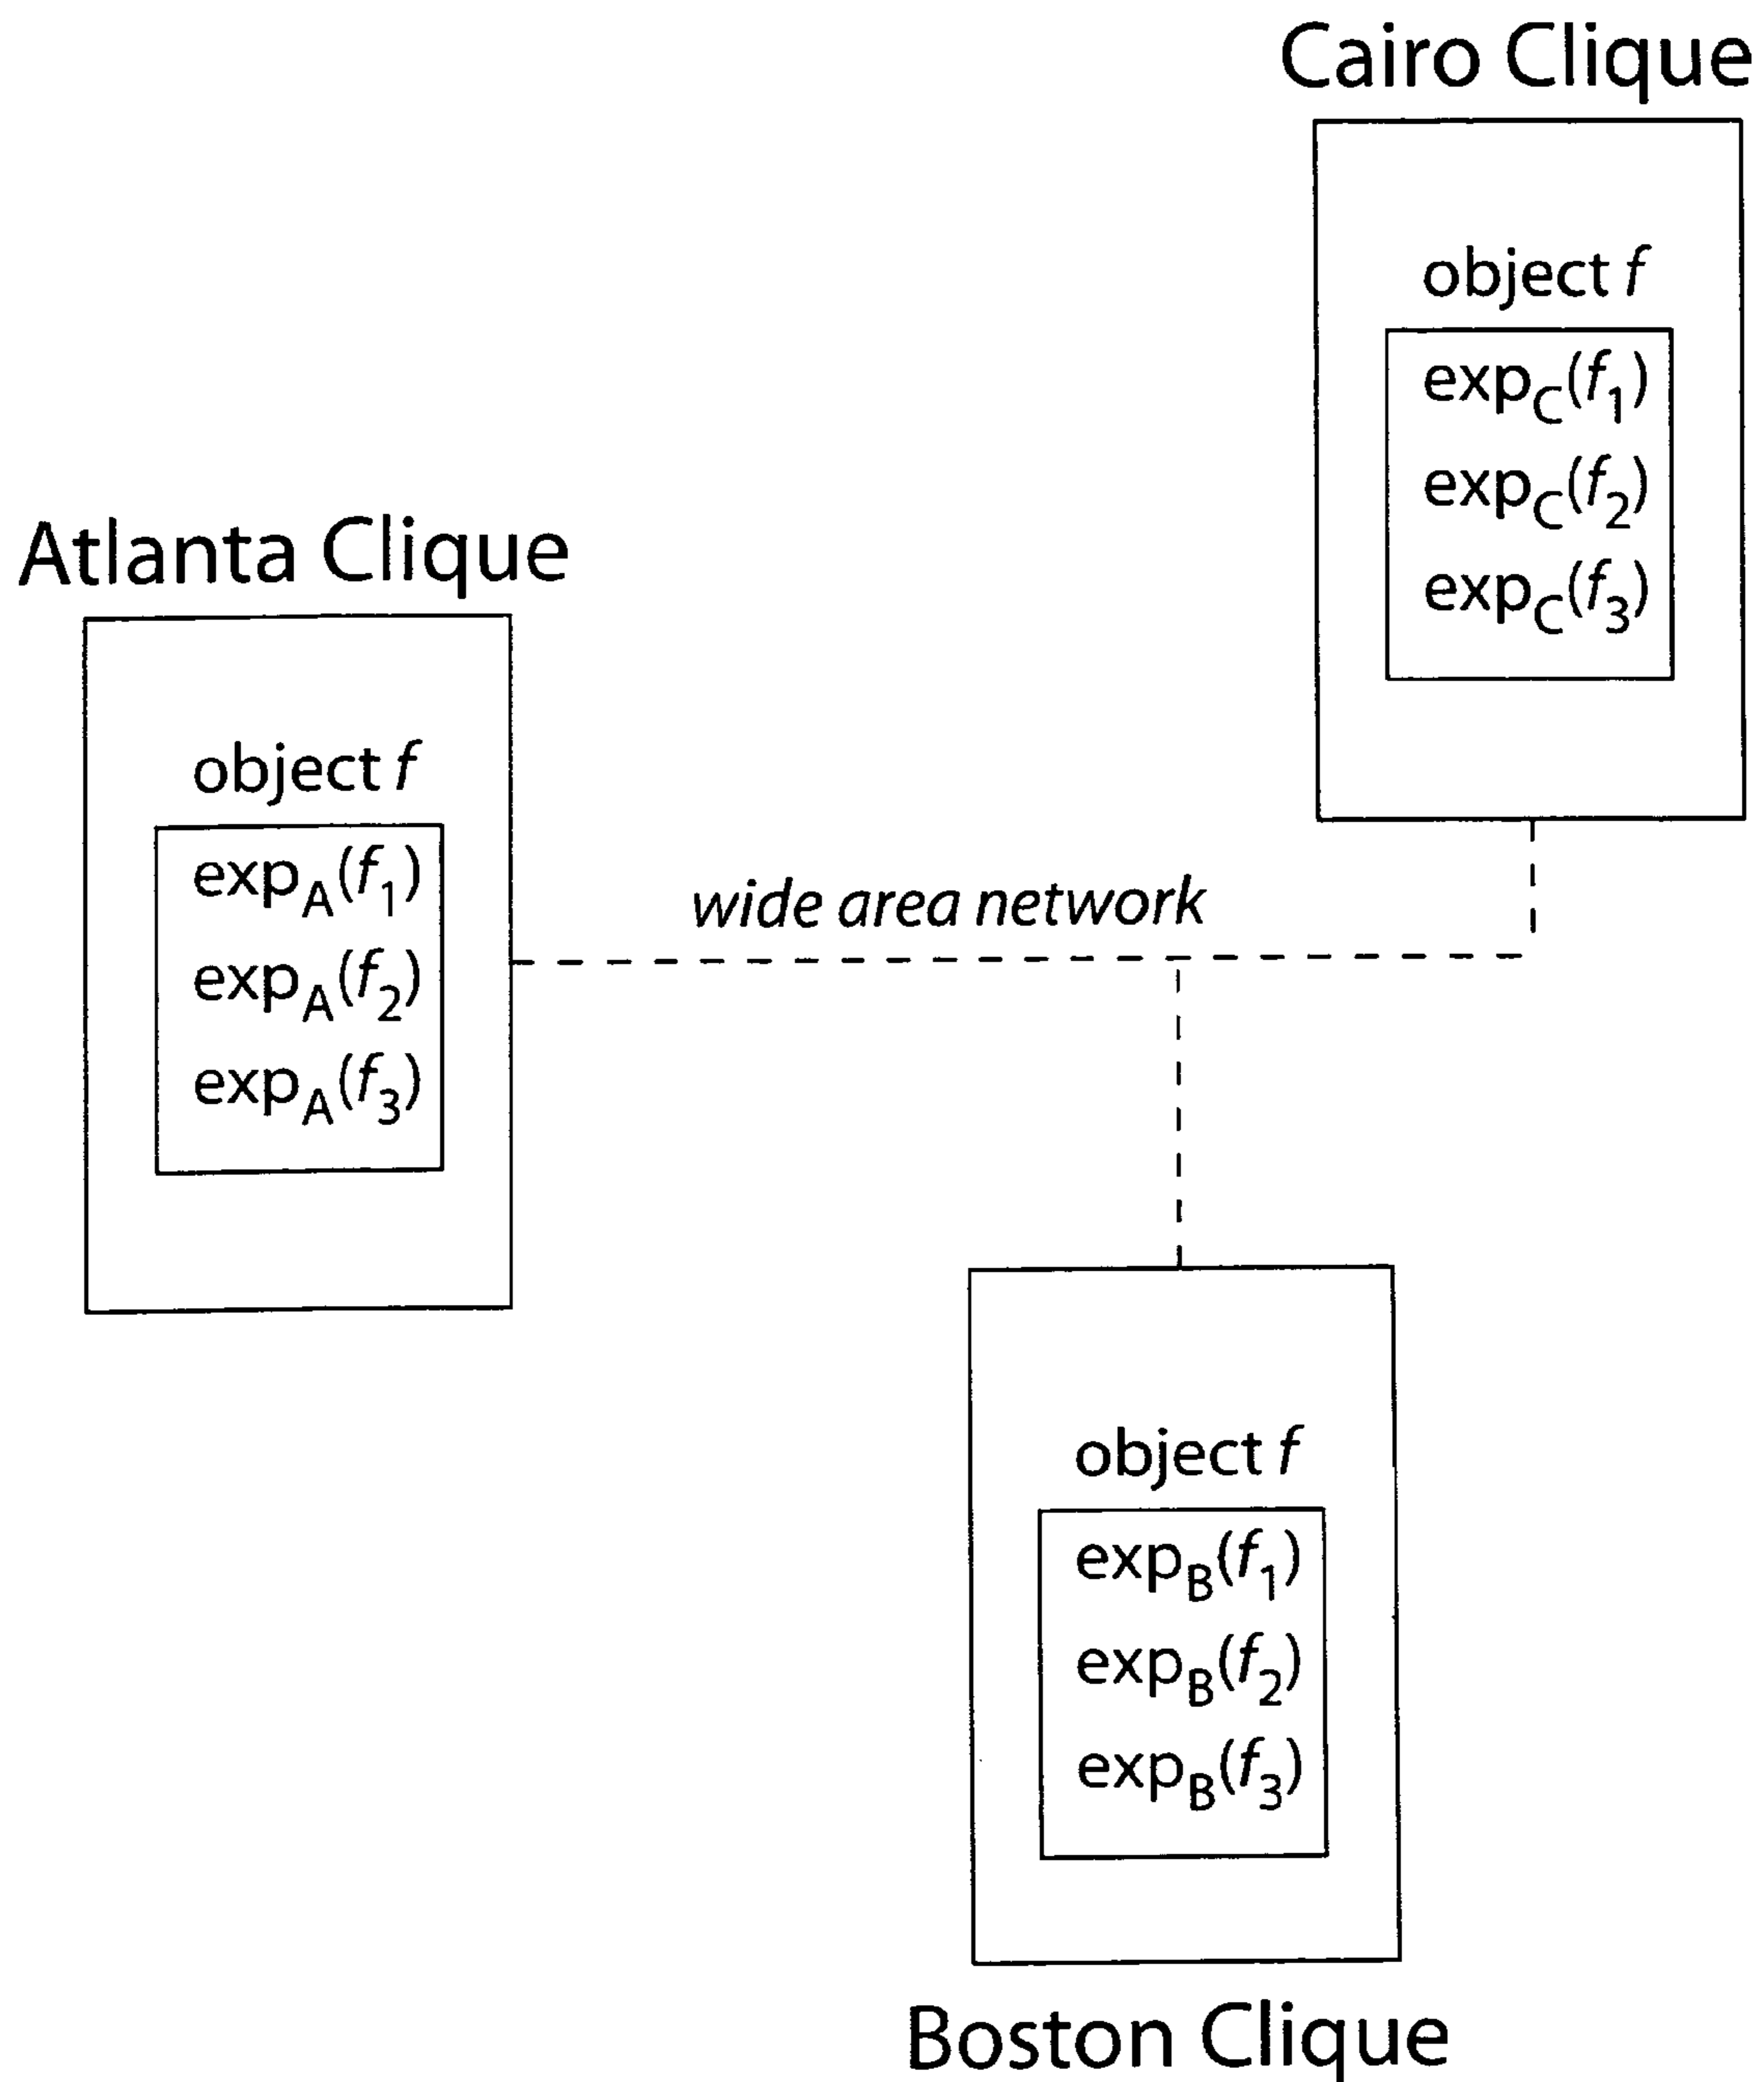 Cairo Clique
object f
exp_C(f_1)
exp_C(f_2)
exp_C(f_3)
Atlanta Clique
object f
exp_A(f_1)
exp_A(f_2)
exp_A(f_3)
wide area network
object f
exp_B(f_1)
exp_B(f_2)
exp_B(f_3)
Boston Clique